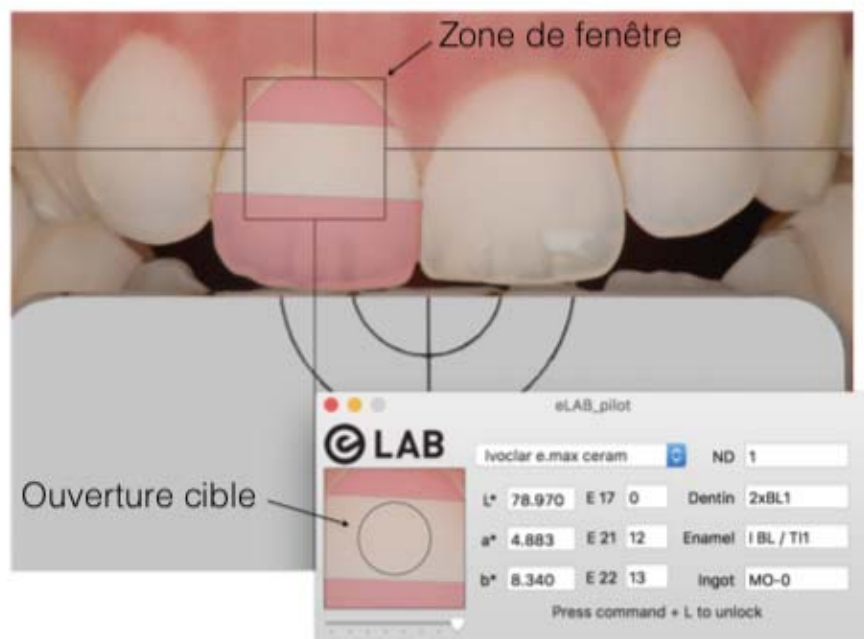 Zone de fenêtre
eLAB_pilot
e LAB
Ivoclar e.max ceram ND 1
L* 78.970 E 17 0 Dentin 2xBL1
a* 4.883 E 21 12 Enamel I BL / TI1
b* 8.340 E 22 13 Ingot MO-0
Press command + L to unlock
Ouverture cible